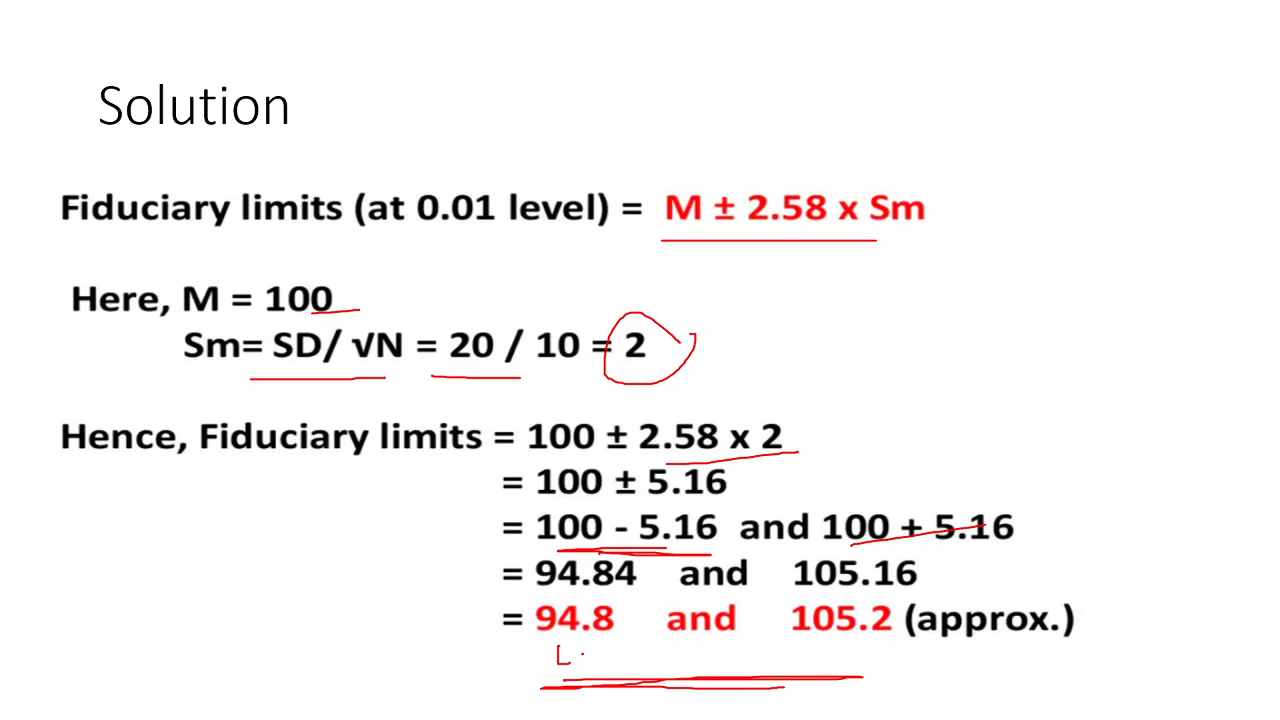 Solution
Fiduciary limits (at 0.01 level) = M ± 2.58 x Sm
Here, M = 100
Sm= SD/ √N = 20 / 10 = 2
Hence, Fiduciary limits = 100 ± 2.58 x 2
= 100 ± 5.16
= 100 - 5.16 and 100 + 5.16
= 94.84 and 105.16
= 94.8 and 105.2 (approx.)
L.